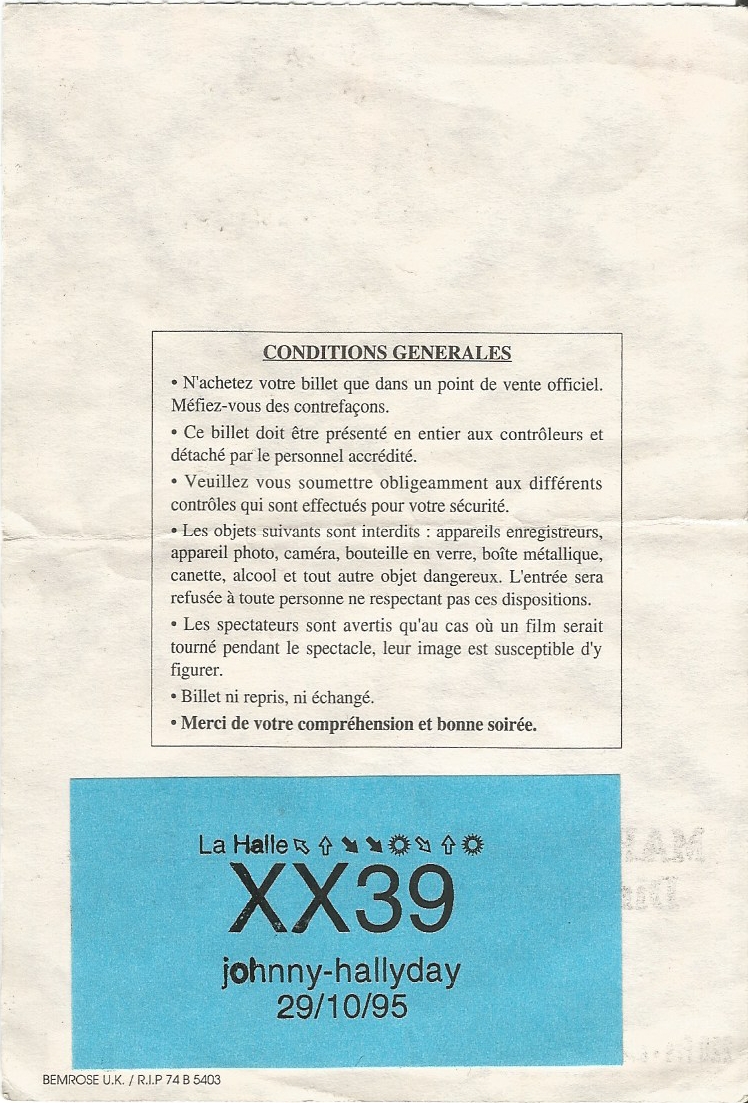 CONDITIONS GENERALES
• N'achetez votre billet que dans un point de vente officiel.
Méfiez-vous des contrefaçons.
• Ce billet doit être présenté en entier aux contrôleurs et
détaché par le personnel accrédité.
• Veuillez vous soumettre obligeamment aux différents
contrôles qui sont effectués pour votre sécurité.
• Les objets suivants sont interdits : appareils enregistreurs,
appareil photo, caméra, bouteille en verre, boîte métallique,
canette, alcool et tout autre objet dangereux. L'entrée sera
refusée à toute personne ne respectant pas ces dispositions.
• Les spectateurs sont avertis qu'au cas où un film serait
tourné pendant le spectacle, leur image est susceptible d'y
figurer.
• Billet ni repris, ni échangé.
• Merci de votre compréhension et bonne soirée.
La Halle
XX39
johnny-hallyday
29/10/95
BEMROSE U.K. / R.I.P 74 B 5403